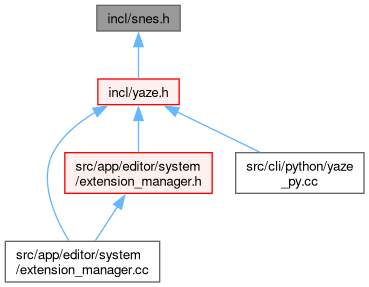 incl/snes.h
incl/yaze.h
src/app/editor/system
/extension_manager.h
src/cli/python/yaze
_py.cc
src/app/editor/system
/extension_manager.cc